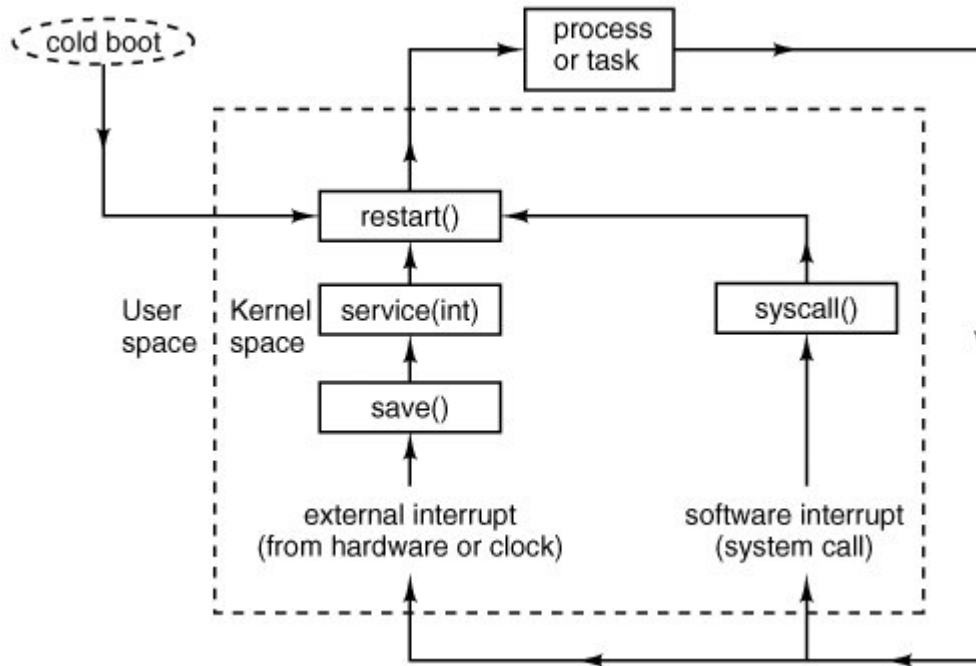 cold boot
process
or task
restart()
User
space
Kernel
space
service(int)
syscall()
save()
external interrupt
(from hardware or clock)
software interrupt
(system call)